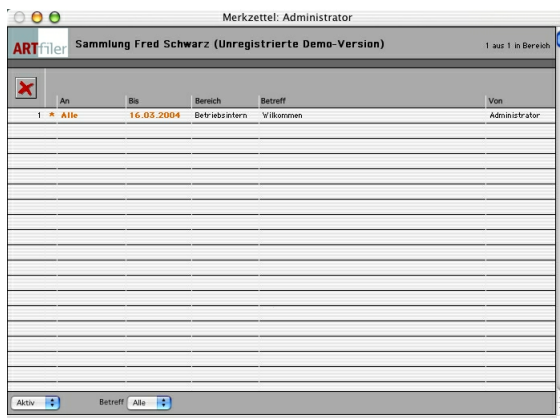 Merkzettel: Administrator
ARTfiler Sammlung Fred Schwarz (Unregistrierte Demo-Version) 1 aus 1 in Bereich
An Bis Bereich Betreff Von
1 * Alle 16.03.2004 Betriebsintern Wilkommen Administrator
Aktiv Betreff Alle